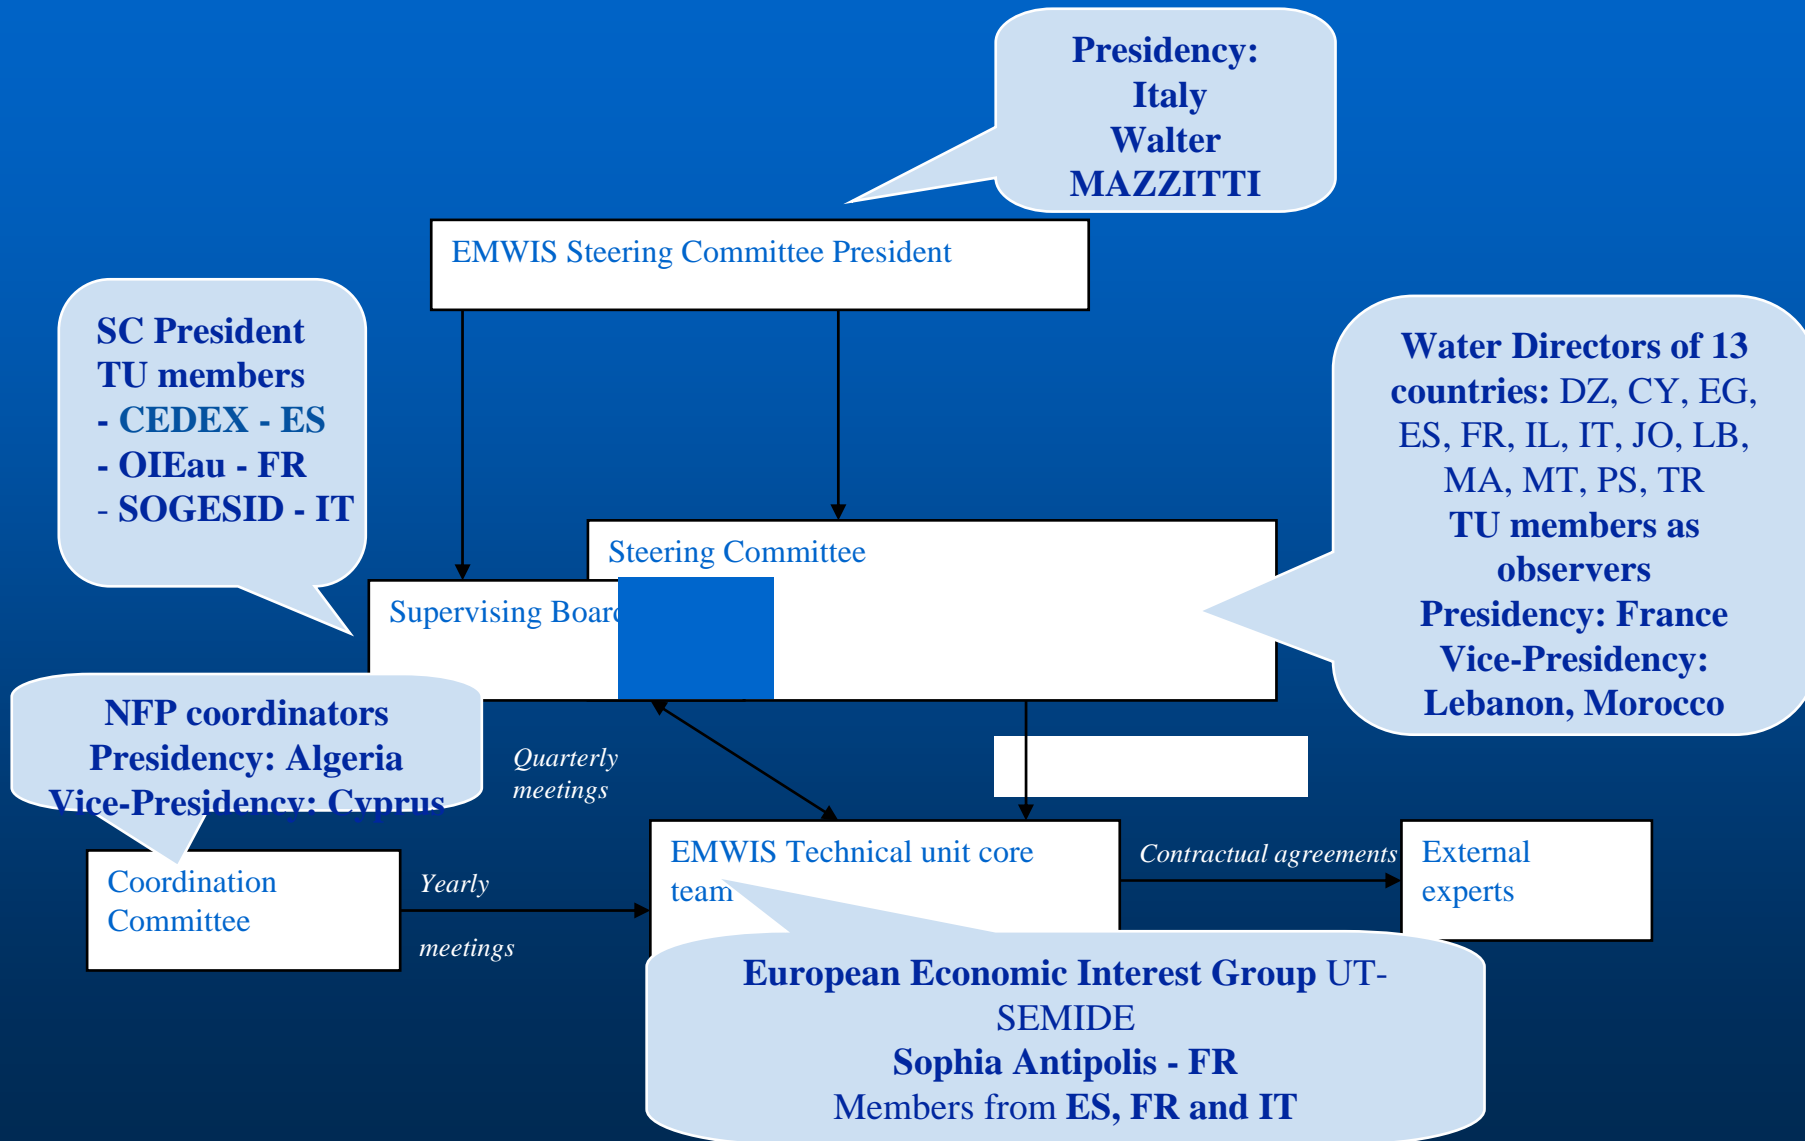 Presidency:
Italy
Walter
MAZZITTI
EMWIS Steering Committee President
SC President
TU members
- CEDEX - ES
- OIEau - FR
- SOGESID - IT
Water Directors of 13
countries: DZ, CY, EG,
ES, FR, IL, IT, JO, LB,
MA, MT, PS, TR
TU members as
observers
Presidency: France
Vice-Presidency:
Lebanon, Morocco
Steering Committee
Supervising Board
NFP coordinators
Presidency: Algeria
Vice-Presidency: Cyprus
Quarterly
meetings
Coordination
Committee
Yearly
meetings
EMWIS Technical unit core
team
Contractual agreements
External
experts
European Economic Interest Group UT-
SEMIDE
Sophia Antipolis - FR
Members from ES, FR and IT